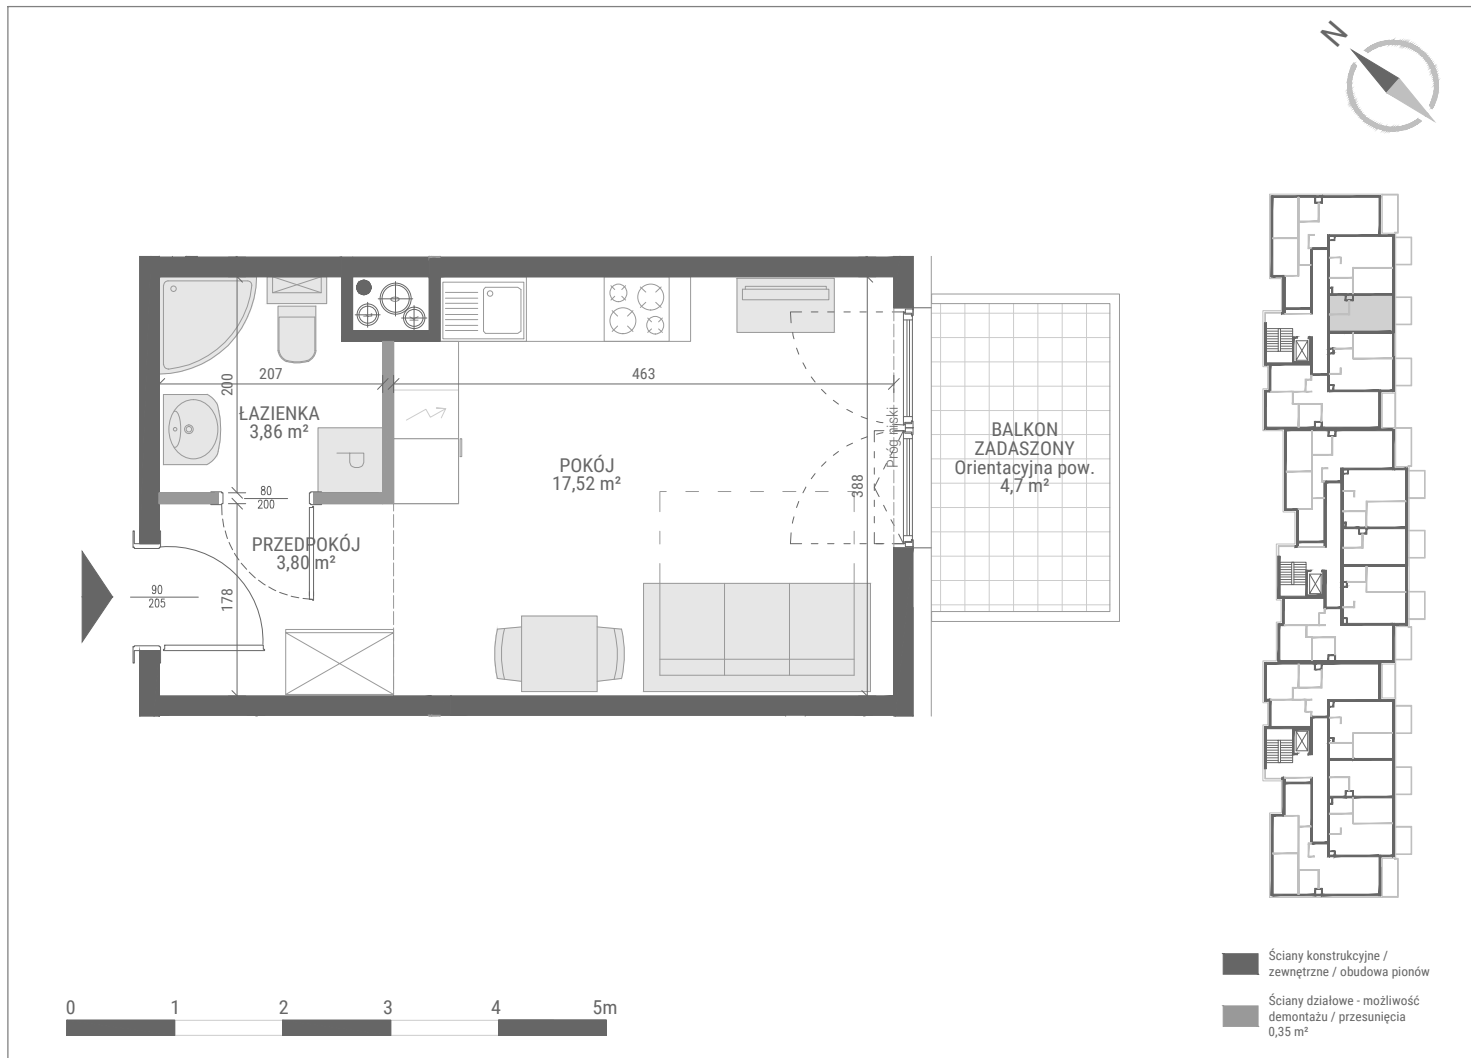 N
207
200
ŁAZIENKA
3,86 m²
P
80
200
463
POKÓJ
17,52 m²
388
Próg niski
BALKON
ZADASZONY
Orientacyjna pow.
4,7 m²
PRZEDPOKÓJ
3,80 m²
90
205
178
0 1 2 3 4 5m
Ściany konstrukcyjne /
zewnętrzne / obudowa pionów
Ściany działowe - możliwość
demontażu / przesunięcia
0,35 m²